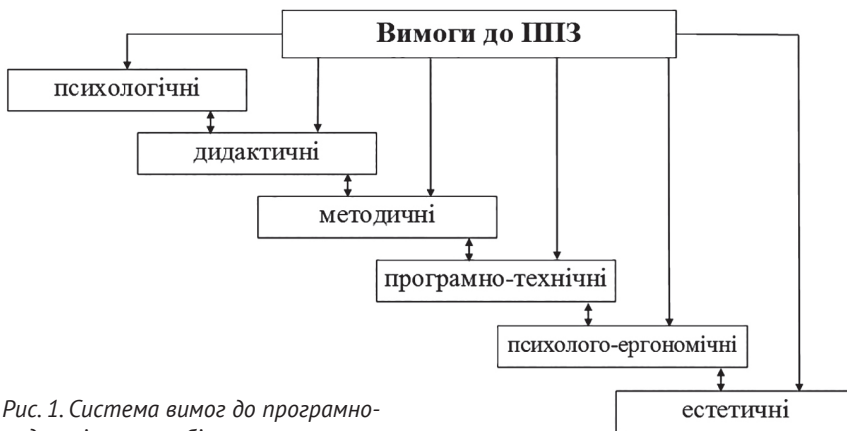 Вимоги до ППЗ
психологічні
дидактичні
методичні
програмно-технічні
психолого-ергономічні
естетичні
Рис. 1. Система вимог до програмно-